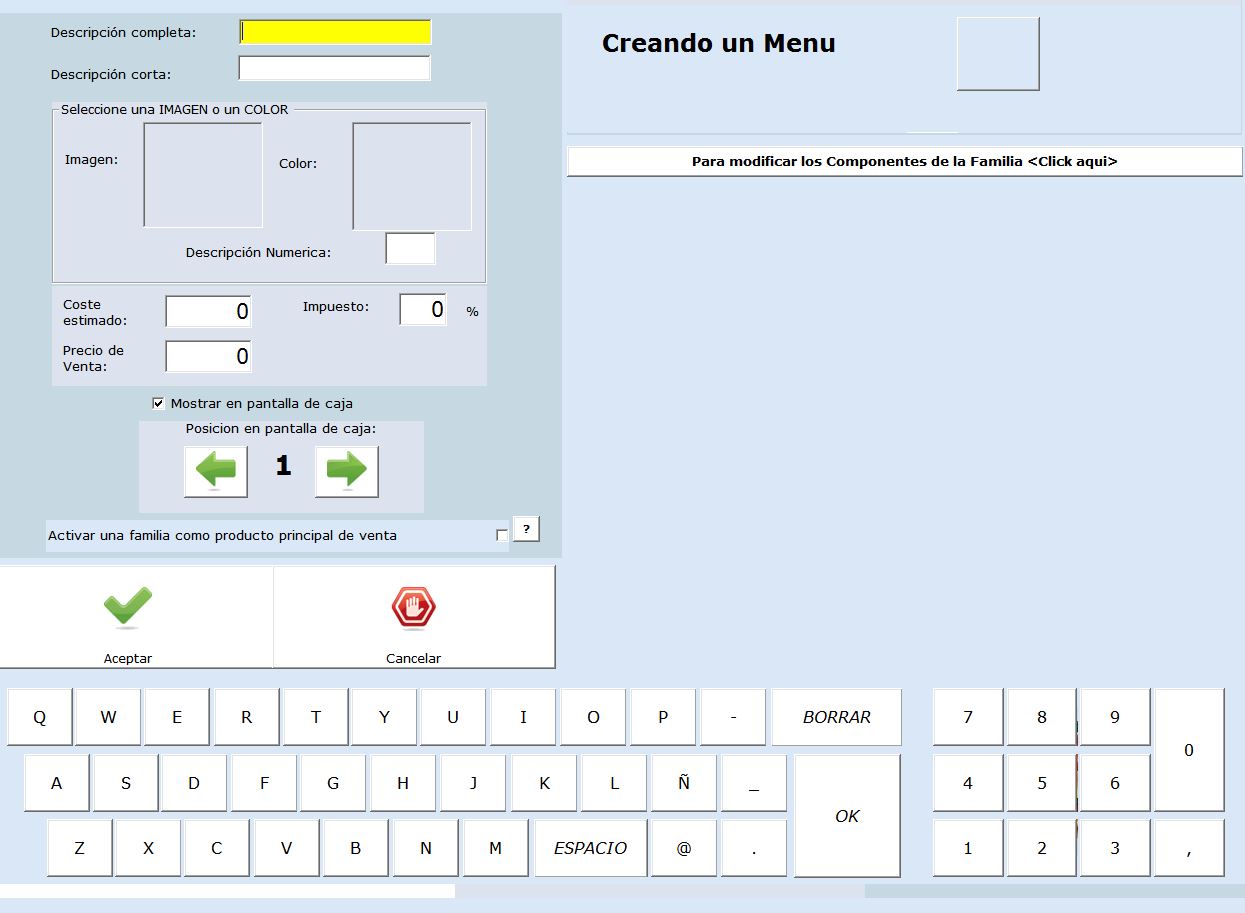 Descripción completa:
Descripción corta:
Seleccione una IMAGEN o un COLOR
Imagen:
Color:
Descripción Numerica:
Coste
estimado:
0
Impuesto:
0
%
Precio de
Venta:
0
Mostrar en pantalla de caja
Posicion en pantalla de caja:
1
Activar una familia como producto principal de venta
?
Aceptar
Cancelar
Creando un Menu
Para modificar los Componentes de la Familia <Click aqui>
Q W E R T Y U I O P - BORRAR
A S D F G H J K L Ñ _
OK
Z X C V B N M ESPACIO @ .
7 8 9
0
4 5 6
1 2 3 ,